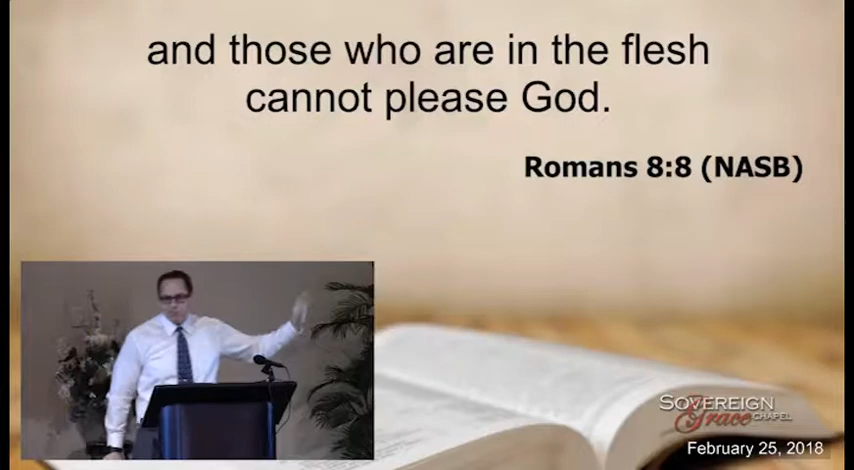 and those who are in the flesh
cannot please God.
Romans 8:8 (NASB)
SOVEREIGN
Grace CHAPEL
February 25, 2018